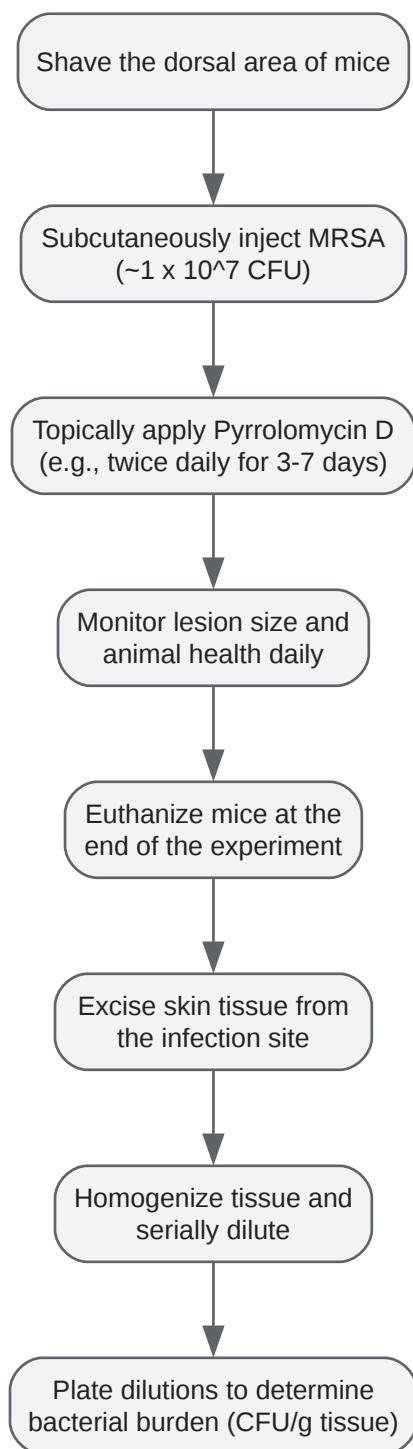 Shave the dorsal area of mice
Subcutaneously inject MRSA
(~1 x 10^7 CFU)
Topically apply Pyrrolomycin D
(e.g., twice daily for 3-7 days)
Monitor lesion size and
animal health daily
Euthanize mice at the
end of the experiment
Excise skin tissue from
the infection site
Homogenize tissue and
serially dilute
Plate dilutions to determine
bacterial burden (CFU/g tissue)